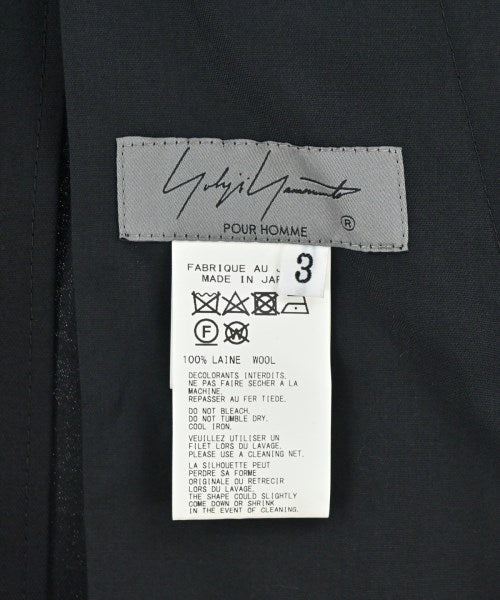 Yohji Yamamoto
POUR HOMME ®
3
FABRIQUE AU
MADE IN
F W
100% LAINE WOOL
DECOLORANTS INTERDITS.
NE PAS FAIRE SECHER A LA
MACHINE.
REPASSER AU FER TIEDE.
DO NOT BLEACH.
DO NOT TUMBLE DRY.
COOL IRON.
VEUILLEZ UTILISER UN
FILET LORS DU LAVAGE.
PLEASE USE A CLEANING NET.
LA SILHOUETTE PEUT
PERDRE SA FORME
ORIGINALE OU RETRECIR
LORS DU LAVAGE.
THE SHAPE COULD SLIGHTLY
COME DOWN OR SHRINK
IN THE EVENT OF CLEANING.